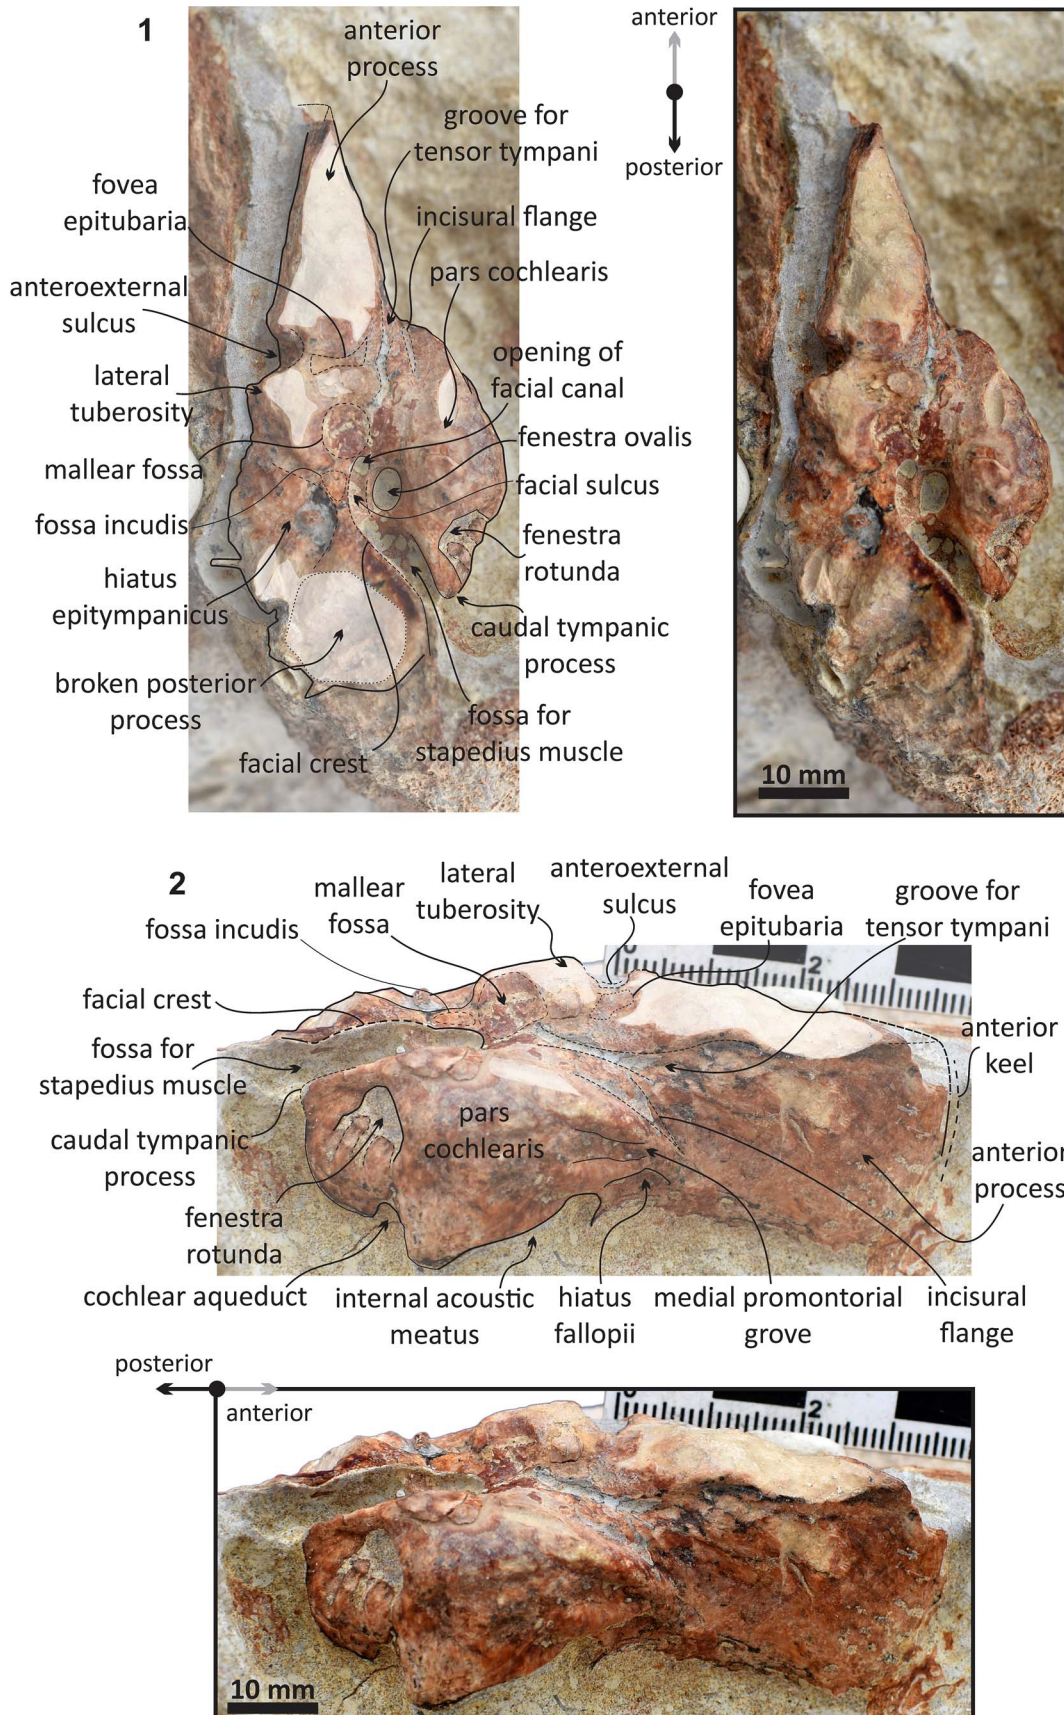 1
anterior
process
groove for
tensor tympani
fovea
epitubaria
incisural flange
anteroexternal
sulcus
pars cochlearis
lateral
tuberosity
opening of
facial canal
mallear fossa
fenestra ovalis
fossa incudis
facial sulcus
hiatus
epitympanicus
fenestra
rotunda
broken posterior
process
caudal tympanic
process
facial crest
fossa for
stapedius muscle
anterior
posterior
10 mm
2
fossa incudis
mallear
fossa
lateral
tuberosity
anteroexternal
sulcus
fovea
epitubaria
groove for
tensor tympani
facial crest
fossa for
stapedius muscle
caudal tympanic
process
fenestra
rotunda
pars
cochlearis
anterior
keel
anterior
process
cochlear aqueduct
internal acoustic
meatus
hiatus
fallopii
medial promontorial
grove
incisural
flange
0
2
posterior
anterior
0
2
10 mm